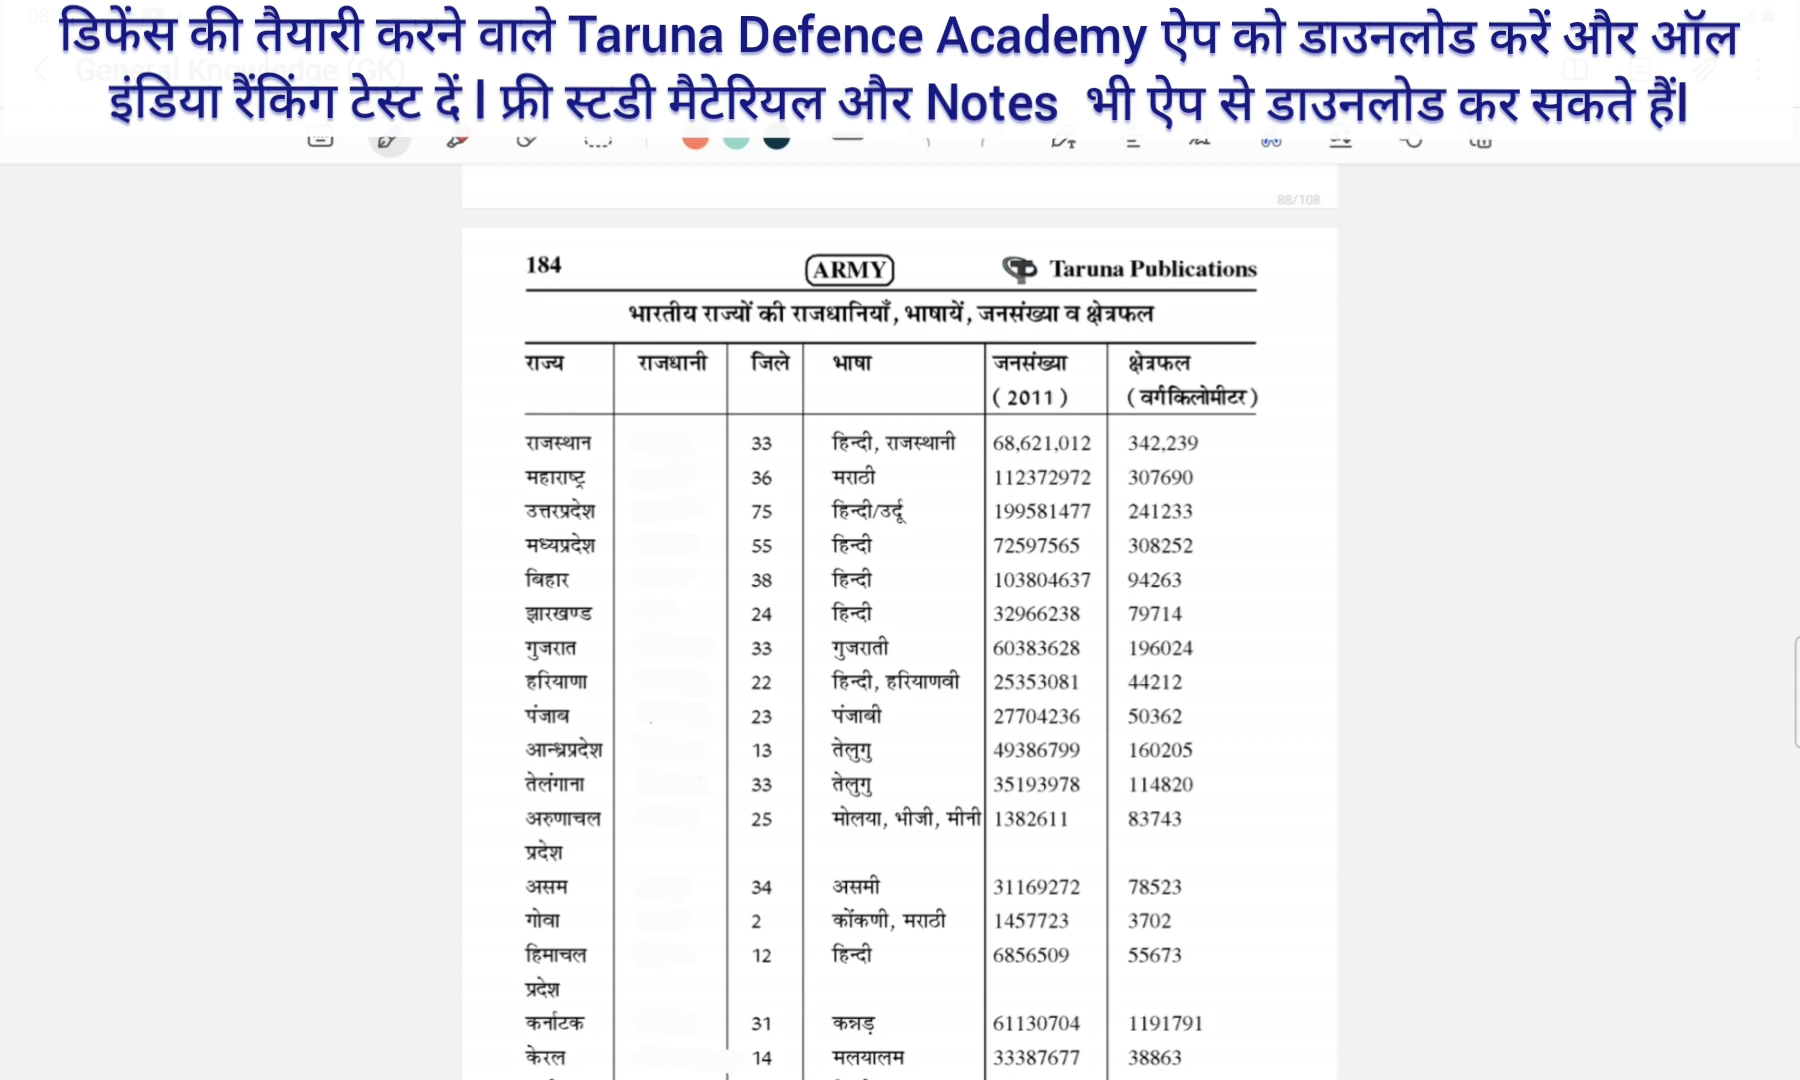 डिफेंस की तैयारी करने वाले Taruna Defence Academy ऐप को डाउनलोड करें और ऑल
इंडिया रैंकिंग टेस्ट दें l फ्री स्टडी मैटेरियल और Notes भी ऐप से डाउनलोड कर सकते हैंl
General Knowledge (GK)
88/108
184 ARMY Taruna Publications
भारतीय राज्यों की राजधानियाँ, भाषायें, जनसंख्या व क्षेत्रफल
राज्य राजधानी जिले भाषा जनसंख्या क्षेत्रफल
( 2011 ) ( वर्गकिलोमीटर )
राजस्थान 33 हिन्दी, राजस्थानी 68,621,012 342,239
महाराष्ट्र 36 मराठी 112372972 307690
उत्तरप्रदेश 75 हिन्दी/उर्दू 199581477 241233
मध्यप्रदेश 55 हिन्दी 72597565 308252
बिहार 38 हिन्दी 103804637 94263
झारखण्ड 24 हिन्दी 32966238 79714
गुजरात 33 गुजराती 60383628 196024
हरियाणा 22 हिन्दी, हरियाणवी 25353081 44212
पंजाब 23 पंजाबी 27704236 50362
आन्ध्रप्रदेश 13 तेलुगु 49386799 160205
तेलंगाना 33 तेलुगु 35193978 114820
अरुणाचल 25 मोलया, भीजी, मीनी 1382611 83743
प्रदेश
असम 34 असमी 31169272 78523
गोवा 2 कोंकणी, मराठी 1457723 3702
हिमाचल 12 हिन्दी 6856509 55673
प्रदेश
कर्नाटक 31 कन्नड़ 61130704 1191791
केरल 14 मलयालम 33387677 38863